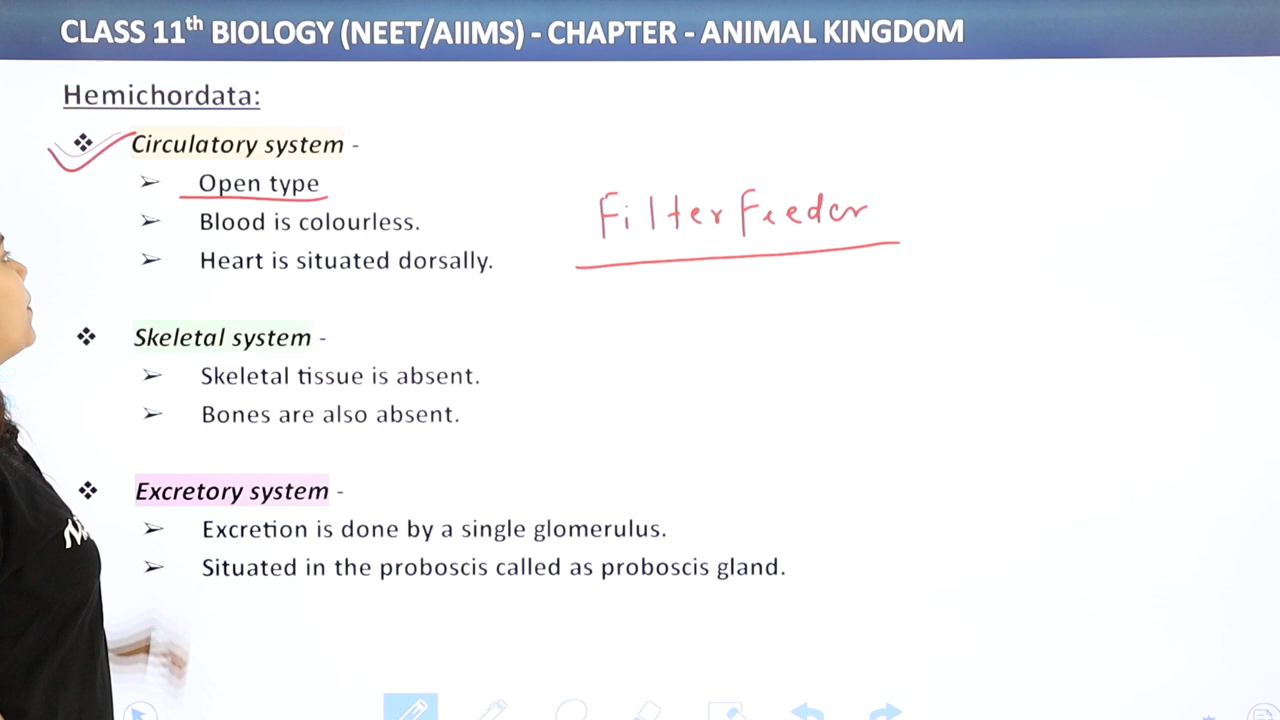 CLASS 11th BIOLOGY (NEET/AIIMS) - CHAPTER - ANIMAL KINGDOM
Hemichordata:
❖ Circulatory system -
➢ Open type
➢ Blood is colourless.
➢ Heart is situated dorsally.
Filter Feeder
❖ Skeletal system -
➢ Skeletal tissue is absent.
➢ Bones are also absent.
❖ Excretory system -
➢ Excretion is done by a single glomerulus.
➢ Situated in the proboscis called as proboscis gland.